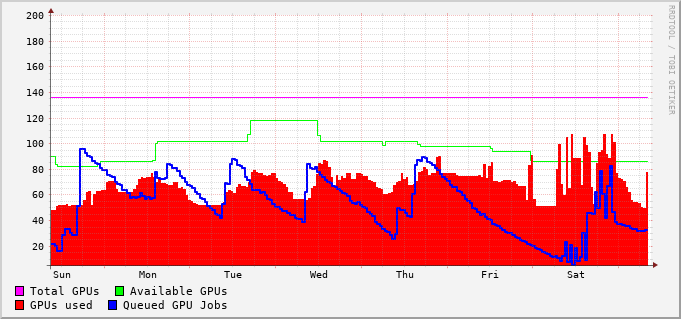 200
180
160
140
120
100
80
60
40
20
Sun Mon Tue Wed Thu Fri Sat
Total GPUs Available GPUs
GPUs used Queued GPU Jobs
RRDTOOL / TOBI OETIKER